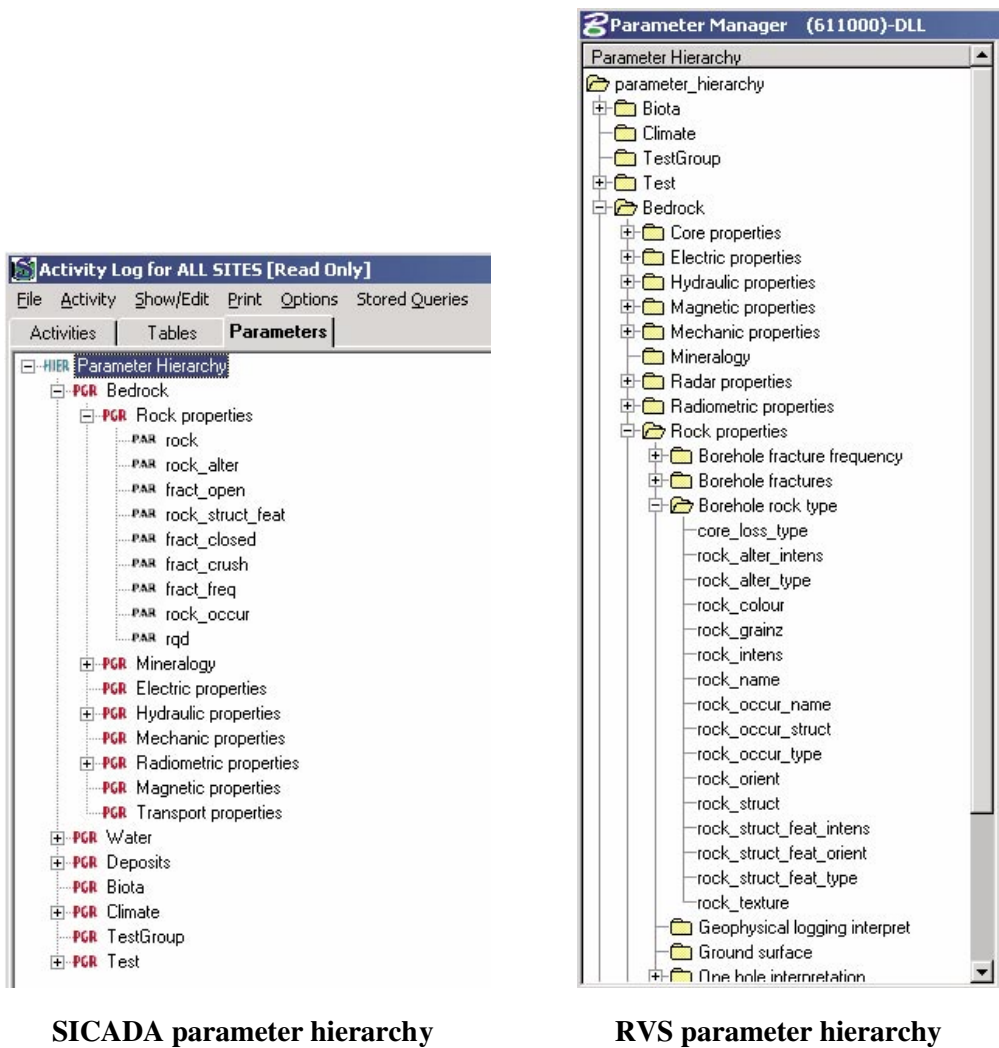 Activity Log for ALL SITES [Read Only]
File Activity Show/Edit Print Options Stored Queries
Activities Tables Parameters
HIER Parameter Hierarchy
PGR Bedrock
PGR Rock properties
PAR rock
PAR rock_alter
PAR fract_open
PAR rock_struct_feat
PAR fract_closed
PAR fract_crush
PAR fract_freq
PAR rock_occur
PAR rqd
PGR Mineralogy
PGR Electric properties
PGR Hydraulic properties
PGR Mechanic properties
PGR Radiometric properties
PGR Magnetic properties
PGR Transport properties
PGR Water
PGR Deposits
PGR Biota
PGR Climate
PGR TestGroup
PGR Test
SICADA parameter hierarchy
Parameter Manager (611000)-DLL
Parameter Hierarchy
parameter_hierarchy
Biota
Climate
TestGroup
Test
Bedrock
Core properties
Electric properties
Hydraulic properties
Magnetic properties
Mechanic properties
Mineralogy
Radar properties
Radiometric properties
Rock properties
Borehole fracture frequency
Borehole fractures
Borehole rock type
core_loss_type
rock_alter_intens
rock_alter_type
rock_colour
rock_grainz
rock_intens
rock_name
rock_occur_name
rock_occur_struct
rock_occur_type
rock_orient
rock_struct
rock_struct_feat_intens
rock_struct_feat_orient
rock_struct_feat_type
rock_texture
Geophysical logging interpret
Ground surface
One hole interpretation
RVS parameter hierarchy